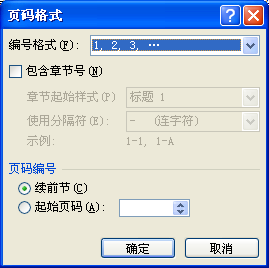 页码格式
编号格式(F): 1, 2, 3, …
包含章节号(N)
章节起始样式(P) 标题 1
使用分隔符(E): - (连字符)
示例: 1-1, 1-A
页码编号
续前节(C)
起始页码(A):
确定 取消